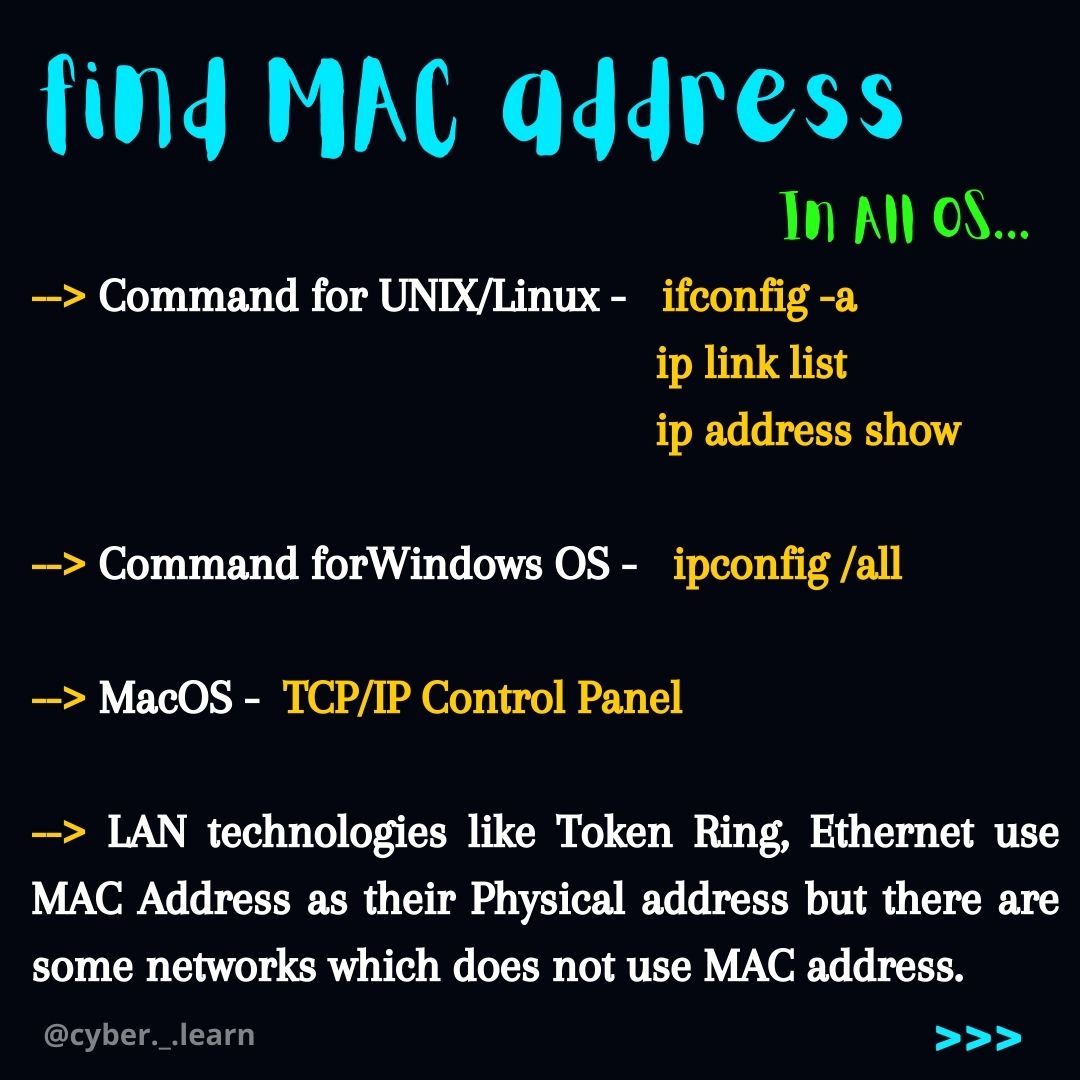 find MAC address
In All OS...
--> Command for UNIX/Linux - ifconfig -a
ip link list
ip address show
--> Command forWindows OS - ipconfig /all
--> MacOS - TCP/IP Control Panel
--> LAN technologies like Token Ring, Ethernet use
MAC Address as their Physical address but there are
some networks which does not use MAC address.
@cyber._.learn
>>>